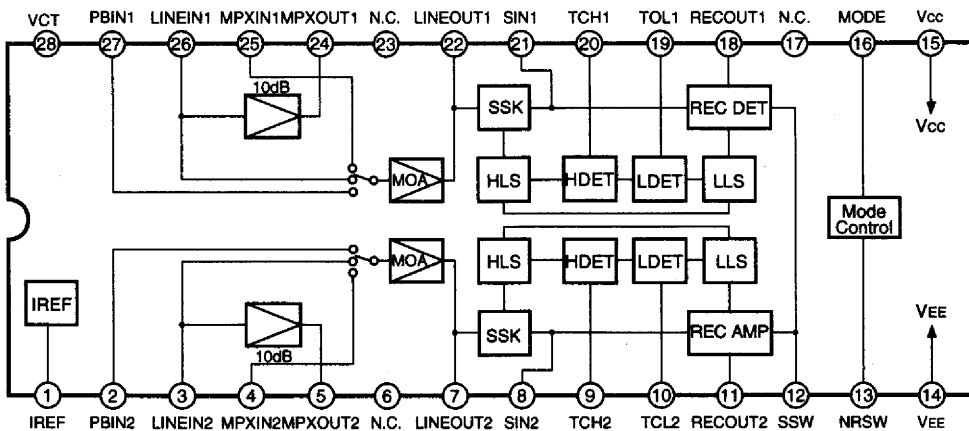 VCT PBIN1 LINEIN1 MPXIN1 MPXOUT1 N.C. LINEOUT1 SIN1 TCH1 TOL1 RECOUT1 N.C. MODE Vcc
28 27 26 25 24 23 22 21 20 19 18 17 16 15
10dB
SSK REC DET
Vcc
MOA HLS HDET LDET LLS
Mode
Control
MOA HLS HDET LDET LLS
IREF
SSK REC AMP
VEE
10dB
1 2 3 4 5 6 7 8 9 10 11 12 13 14
IREF PBIN2 LINEIN2 MPXIN2 MPXOUT2 N.C. LINEOUT2 SIN2 TCH2 TCL2 RECOUT2 SSW NRSW VEE